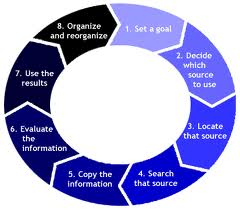 1. Set a goal
2. Decide
which
source
to use
3. Locate
that source
4. Search
that source
5. Copy the
information
6. Evaluate
the
information
7. Use the
results
8. Organize
and reorganize